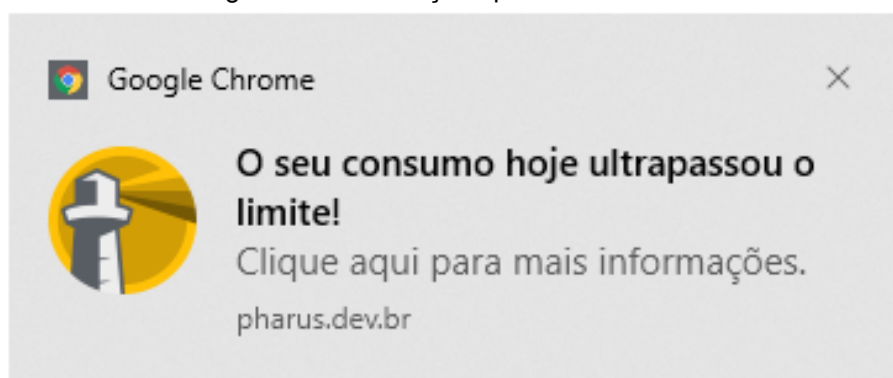 Google Chrome
O seu consumo hoje ultrapassou o
limite!
Clique aqui para mais informações.
pharus.dev.br